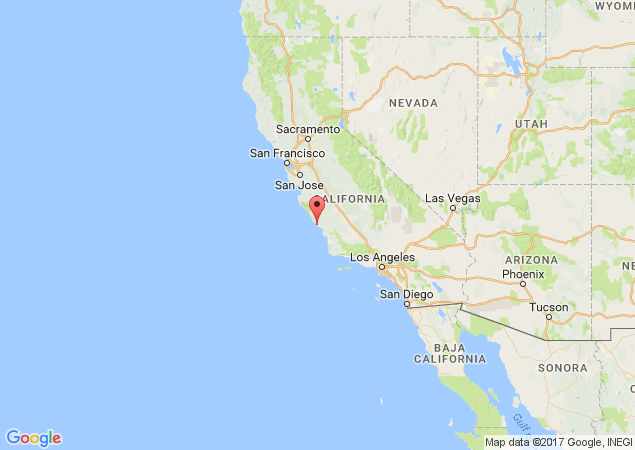 WYOM
NEVADA
UTAH
Sacramento
San Francisco
San Jose
CALIFORNIA
Las Vegas
Los Angeles
ARIZONA
Phoenix
NE
San Diego
Tucson
BAJA
CALIFORNIA
SONORA
C
Gulf
Google
Map data ©2017 Google, INEGI